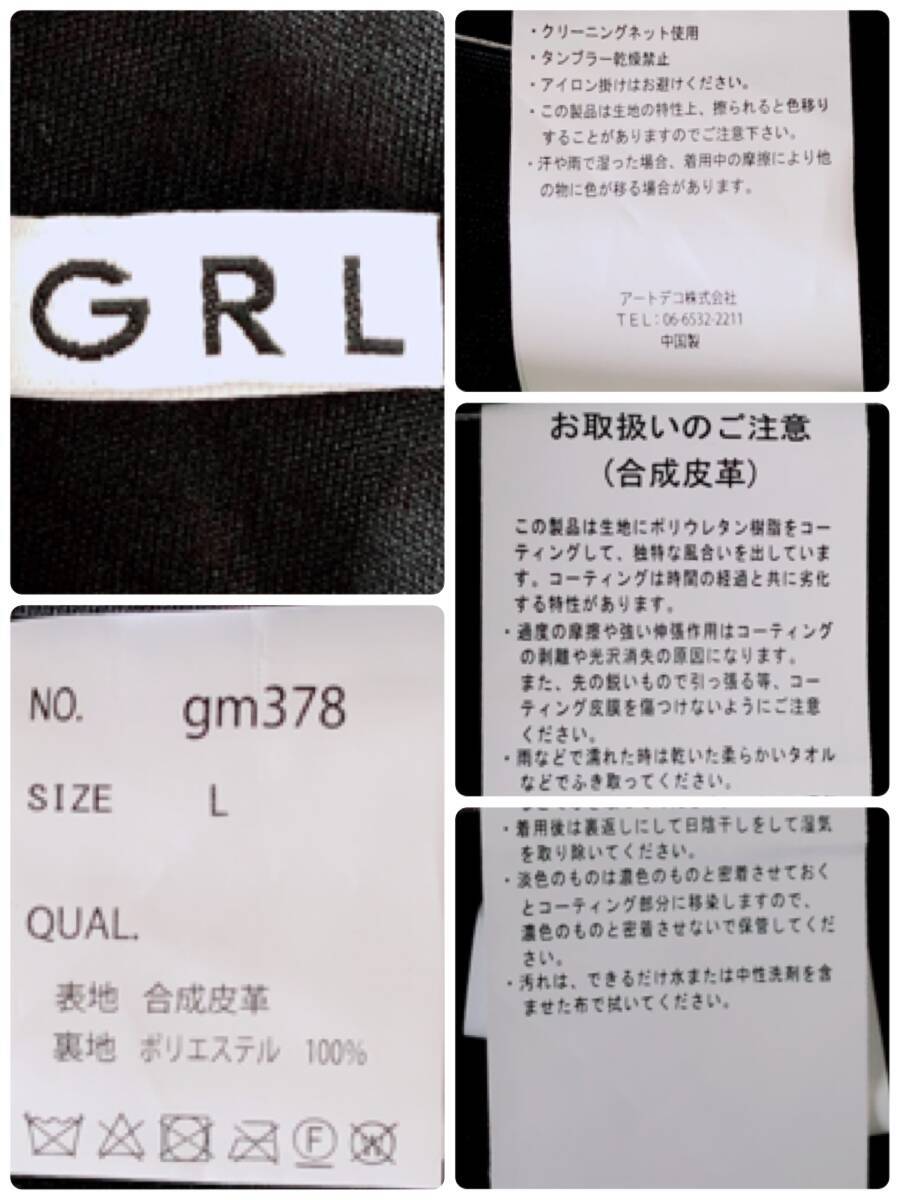 GRL
NO. gm378
SIZE L
QUAL.
表地 合成皮革
裏地 ポリエステル 100%
F
W
・クリーニングネット使用
・タンブラー乾燥禁止
・アイロン掛けはお避けください。
・この製品は生地の特性上、擦られると色移り
することがありますのでご注意下さい。
・汗や雨で湿った場合、着用中の摩擦により他
の物に色が移る場合があります。
アートデコ株式会社
TEL:06-6532-2211
中国製
お取扱いのご注意
(合成皮革)
この製品は生地にポリウレタン樹脂をコー
ティングして、独特な風合いを出していま
す。コーティングは時間の経過と共に劣化
する特性があります。
・過度の摩擦や強い伸張作用はコーティング
の剥離や光沢消失の原因になります。
また、先の鋭いもので引っ張る等、コー
ティング皮膜を傷つけないようにご注意
ください。
・雨などで濡れた時は乾いた柔らかいタオル
などでふき取ってください。
・着用後は裏返しにして日陰干しをして湿気
を取り除いてください。
・淡色のものは濃色のものと密着させておく
とコーティング部分に移染しますので、
濃色のものと密着させないで保管してくだ
さい。
・汚れは、できるだけ水または中性洗剤を含
ませた布で拭いてください。